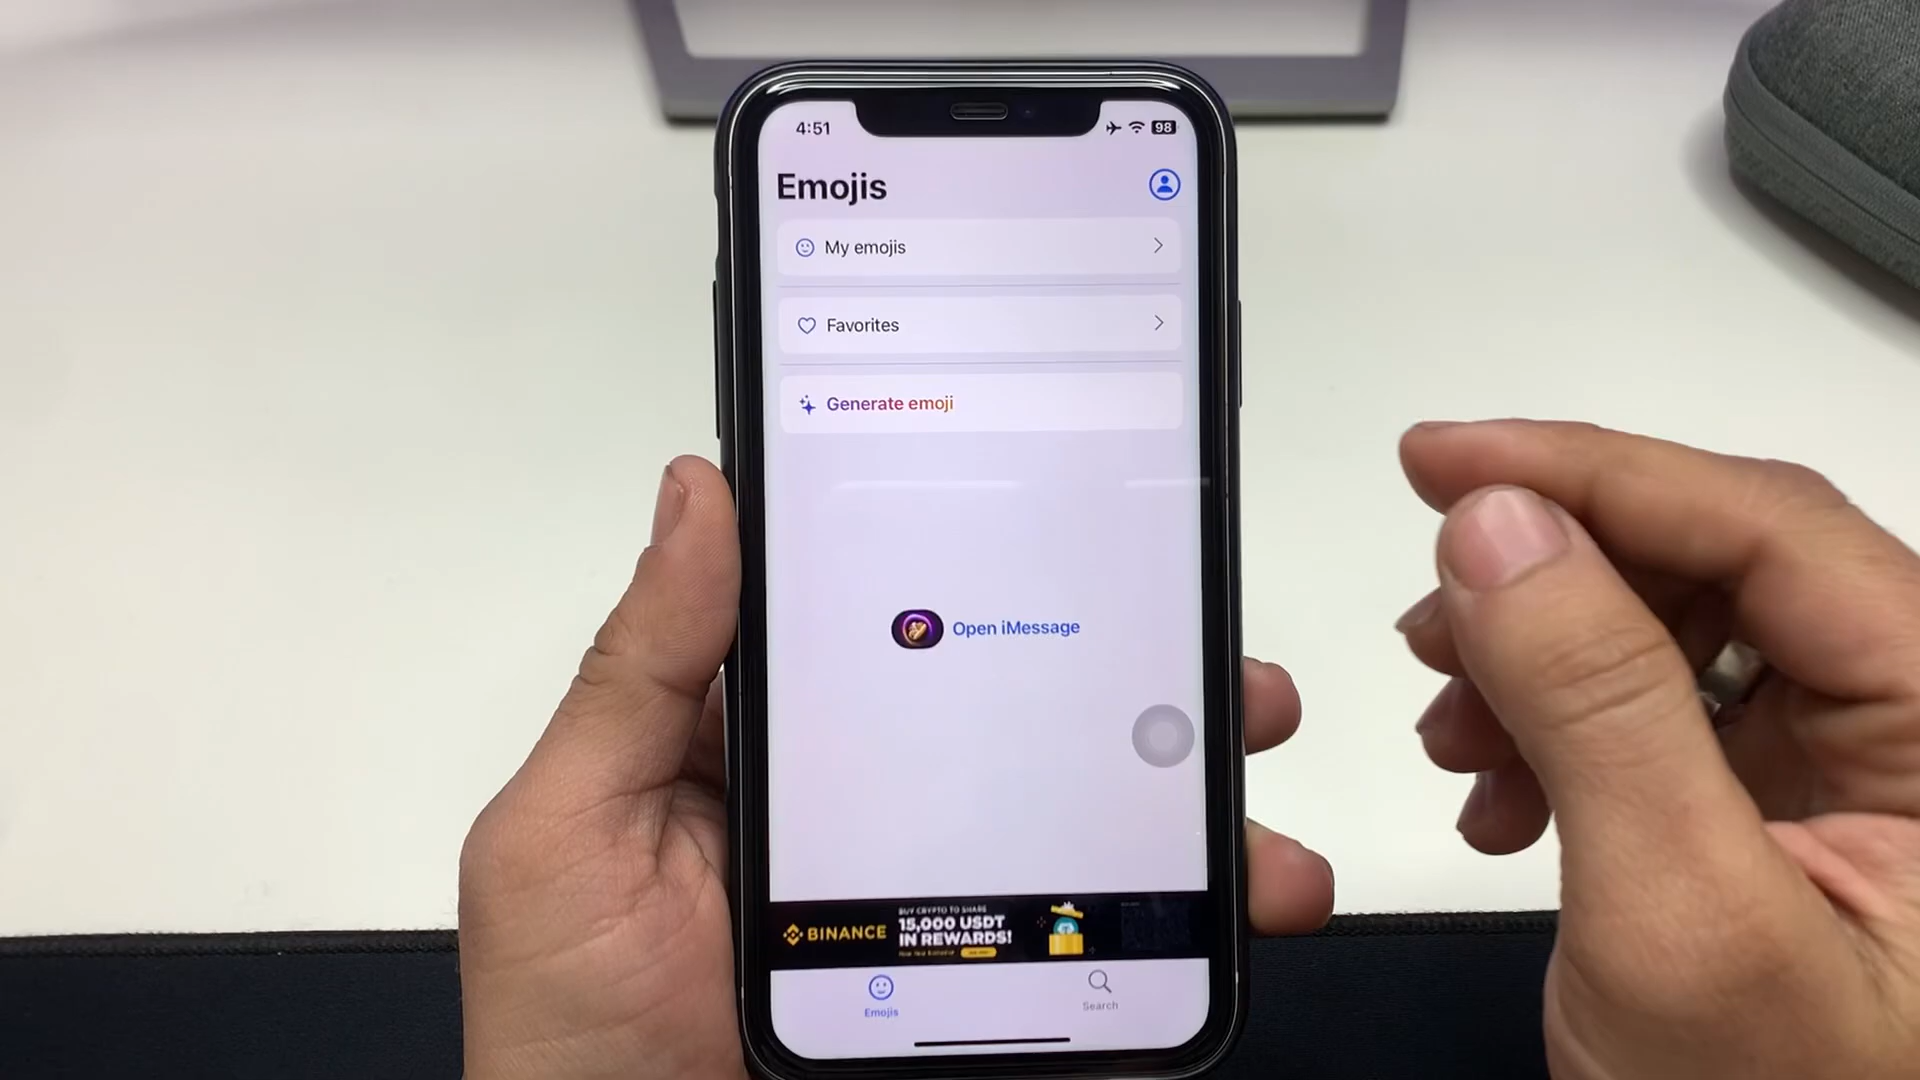 4:51
98
Emojis
My emojis
Favorites
Generate emoji
Open iMessage
BINANCE
BUY CRYPTO TO SHARE
15,000 USDT
IN REWARDS!
Emojis
Search